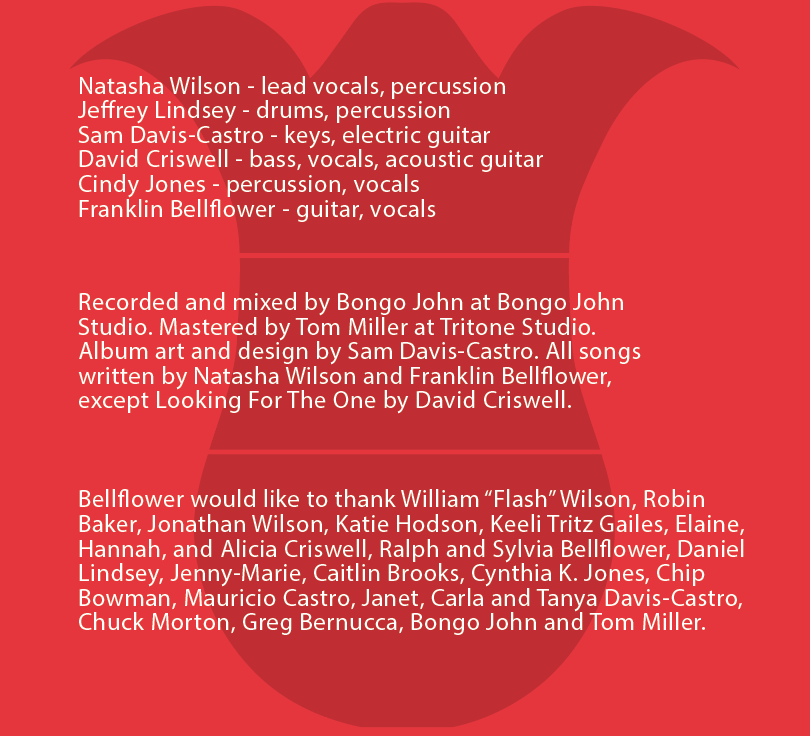 Natasha Wilson - lead vocals, percussion
Jeffrey Lindsey - drums, percussion
Sam Davis-Castro - keys, electric guitar
David Criswell - bass, vocals, acoustic guitar
Cindy Jones - percussion, vocals
Franklin Bellflower - guitar, vocals
Recorded and mixed by Bongo John at Bongo John
Studio. Mastered by Tom Miller at Tritone Studio.
Album art and design by Sam Davis-Castro. All songs
written by Natasha Wilson and Franklin Bellflower,
except Looking For The One by David Criswell.
Bellflower would like to thank William “Flash” Wilson, Robin
Baker, Jonathan Wilson, Katie Hodson, Keeli Tritz Gailes, Elaine,
Hannah, and Alicia Criswell, Ralph and Sylvia Bellflower, Daniel
Lindsey, Jenny-Marie, Caitlin Brooks, Cynthia K. Jones, Chip
Bowman, Mauricio Castro, Janet, Carla and Tanya Davis-Castro,
Chuck Morton, Greg Bernucca, Bongo John and Tom Miller.